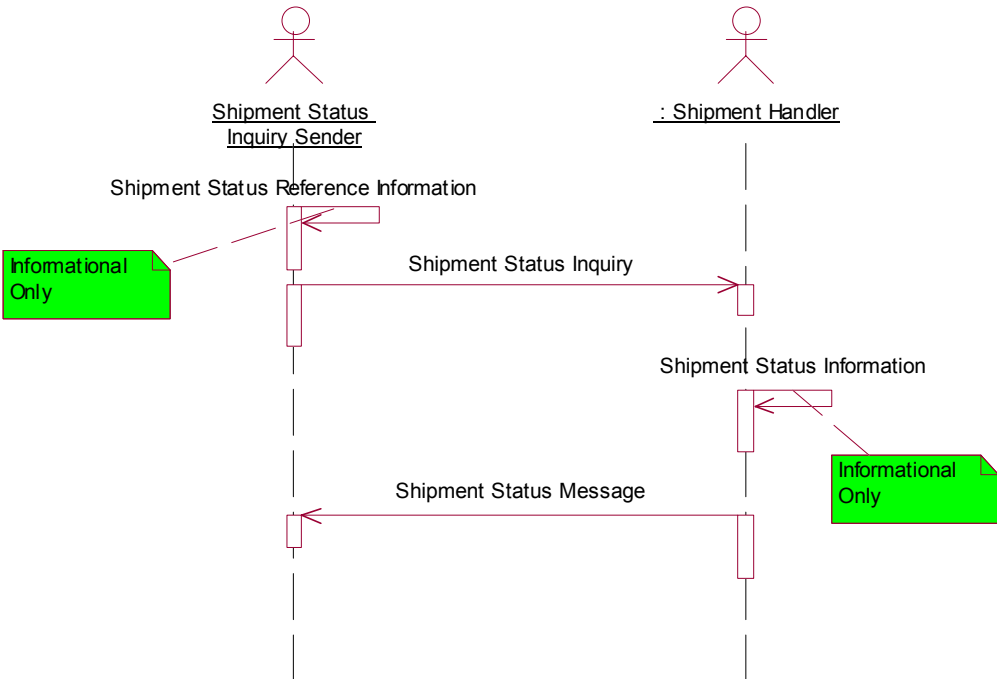 Shipment Status
Inquiry Sender
: Shipment Handler
Shipment Status Reference Information
Informational
Only
Shipment Status Inquiry
Shipment Status Information
Informational
Only
Shipment Status Message